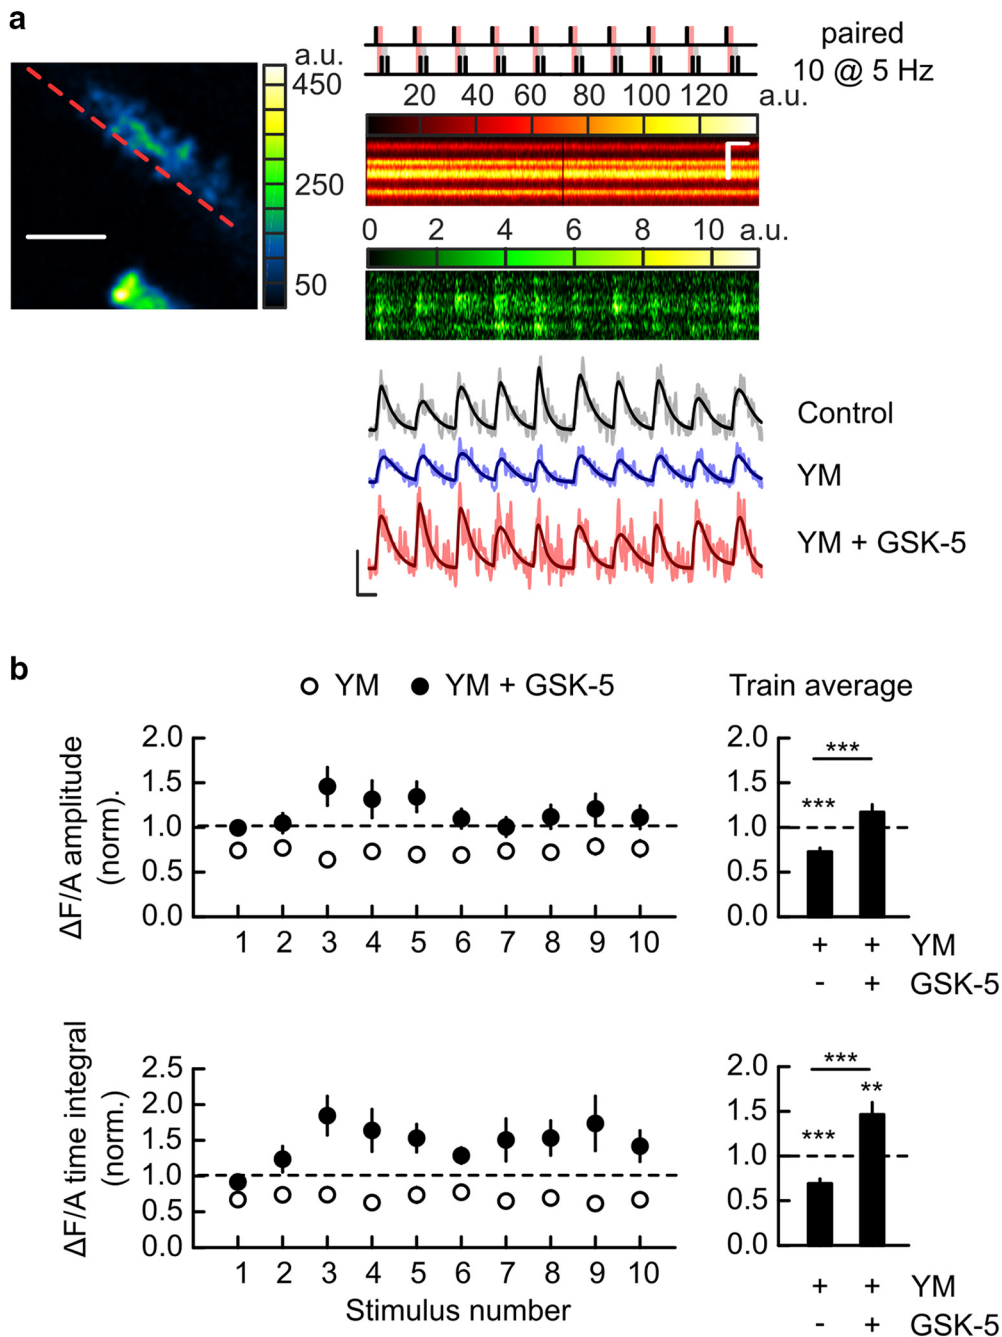 a
a.u.
450
250
50
paired
10 @ 5 Hz
20 40 60 80 100 120 a.u.
0 2 4 6 8 10 a.u.
Control
YM
YM + GSK-5
b
YM YM + GSK-5
Train average
ΔF/A amplitude
(norm).
2.0
1.5
1.0
0.5
0.0
1 2 3 4 5 6 7 8 9 10
2.0
1.5
1.0
0.5
0.0
***
***
+ + YM
- + GSK-5
ΔF/A time integral
(norm.)
2.5
2.0
1.5
1.0
0.5
0.0
1 2 3 4 5 6 7 8 9 10
Stimulus number
2.0
1.5
1.0
0.5
0.0
***
**
***
+ + YM
- + GSK-5